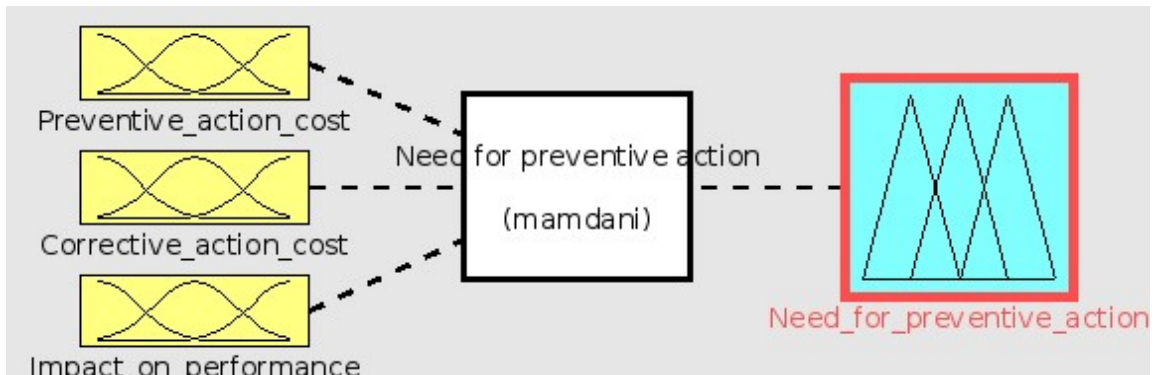 Preventive_action_cost
Corrective_action_cost
Impact_on_performance
Need for preventive action
(mamdani)
Need_for_preventive_action